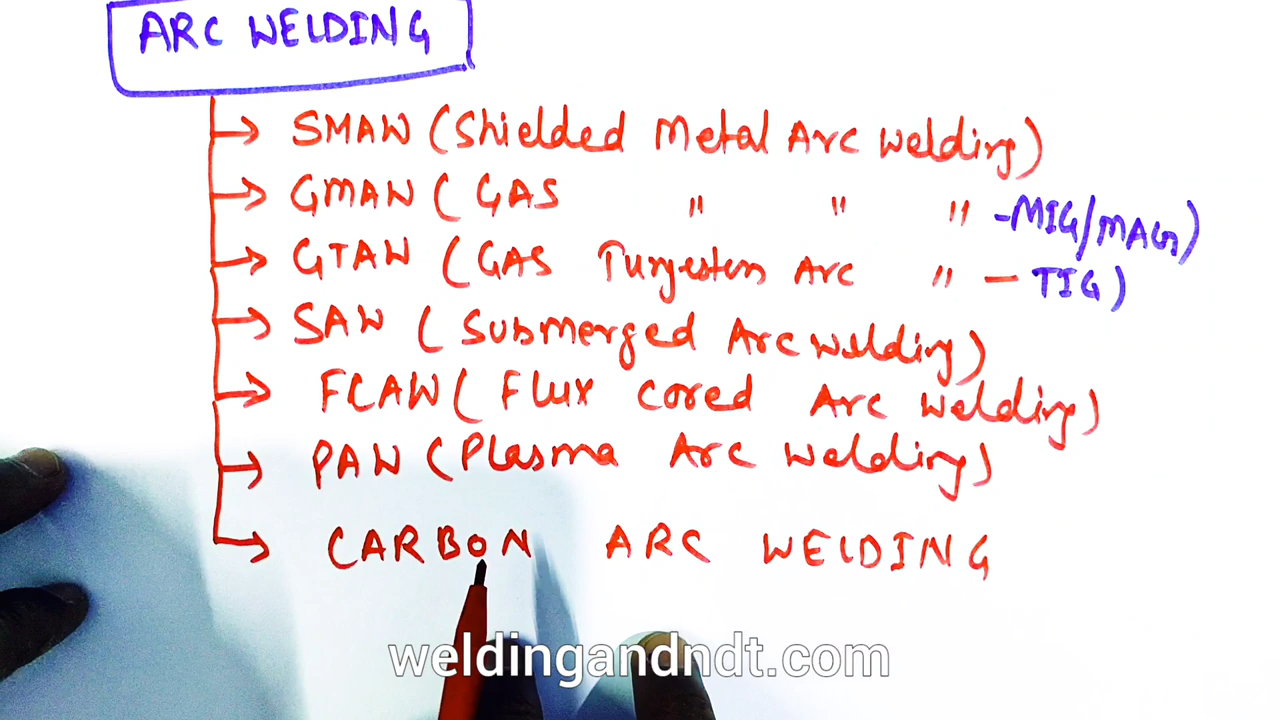 ARC WELDING
SMAW (Shielded Metal Arc welding)
GMAW (GAS " " " -MIG/MAG)
GTAW (GAS Tungesten Arc " - TIG)
SAW (Submerged Arc welding)
FCAW (Flux cored Arc welding)
PAW (Plasma Arc welding)
CARBON ARC WELDING
weldingandndt.com